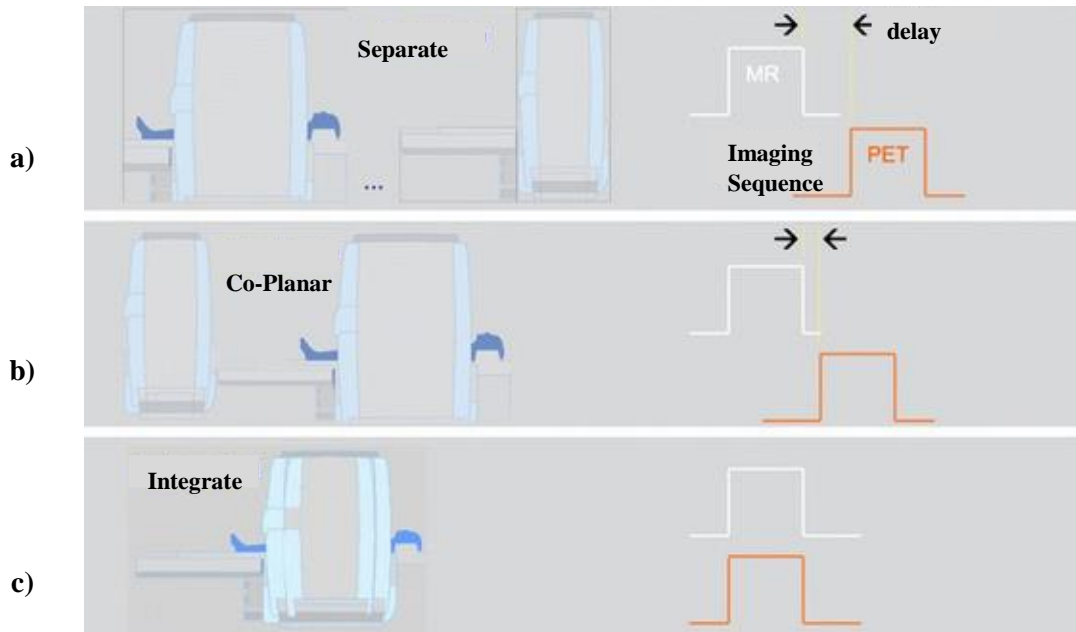 Separate
delay
MR
a)
Imaging
Sequence
PET
...
Co-Planar
b)
Integrate
c)